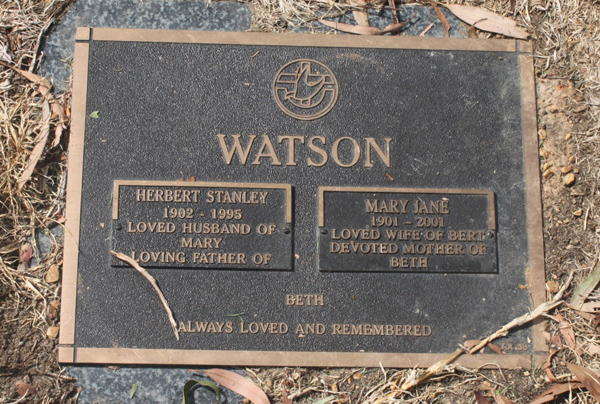 WATSON
HERBERT STANLEY
1902 - 1995
LOVED HUSBAND OF
MARY
LOVING FATHER OF
MARY JANE
1901 - 2001
LOVED WIFE OF BERT
DEVOTED MOTHER OF
BETH
BETH
ALWAYS LOVED AND REMEMBERED